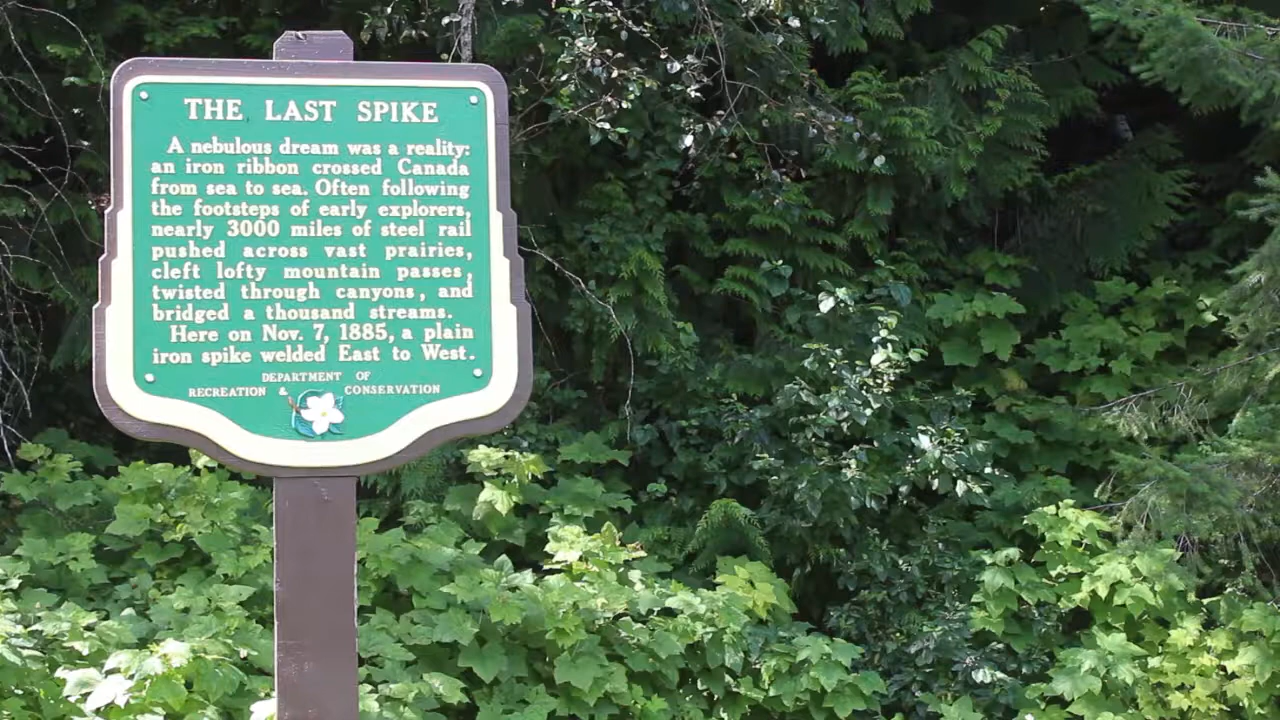 THE LAST SPIKE
A nebulous dream was a reality:
an iron ribbon crossed Canada
from sea to sea. Often following
the footsteps of early explorers,
nearly 3000 miles of steel rail
pushed across vast prairies,
cleft lofty mountain passes,
twisted through canyons, and
bridged a thousand streams.
Here on Nov. 7, 1885, a plain
iron spike welded East to West.
DEPARTMENT OF
RECREATION & CONSERVATION